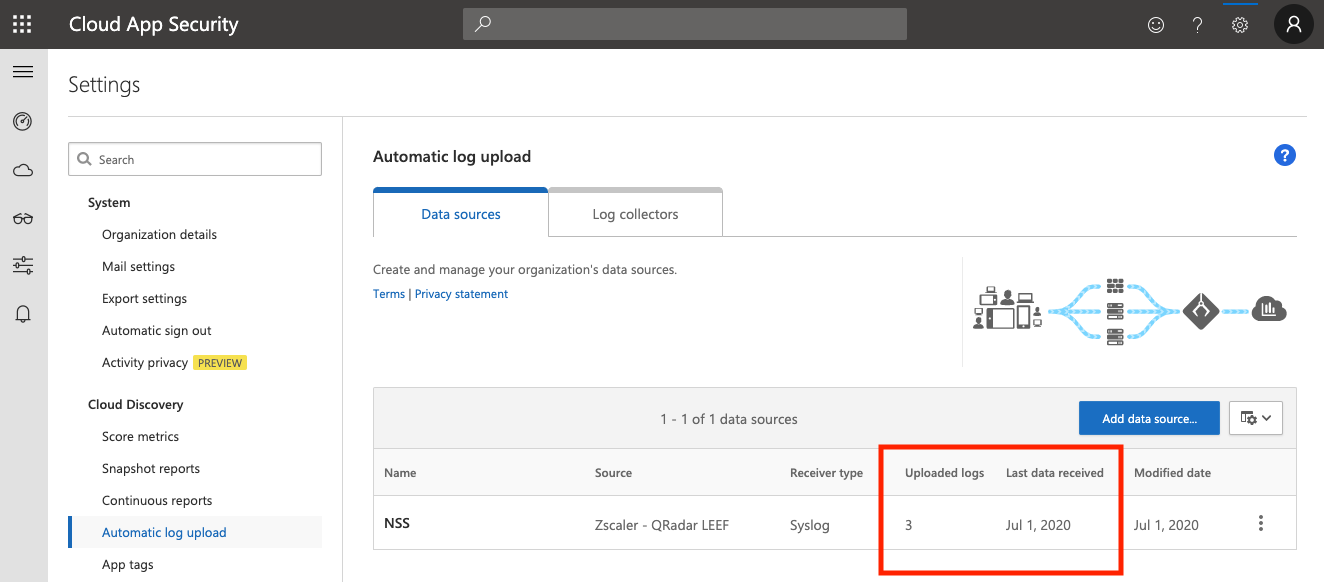 Cloud App Security
?
Settings
Search
System
Organization details
Mail settings
Export settings
Automatic sign out
Activity privacy PREVIEW
Cloud Discovery
Score metrics
Snapshot reports
Continuous reports
Automatic log upload
App tags
Automatic log upload
?
Data sources
Log collectors
Create and manage your organization's data sources.
Terms | Privacy statement
1 - 1 of 1 data sources
Add data source...
Name Source Receiver type Uploaded logs Last data received Modified date
NSS Zscaler - QRadar LEEF Syslog 3 Jul 1, 2020 Jul 1, 2020